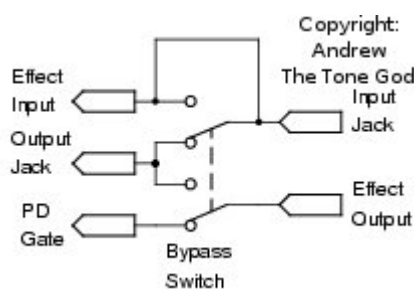 Copyright:
Andrew
The Tone God
Effect
Input
Input
Jack
Output
Jack
Effect
Output
PD
Gate
Bypass
Switch